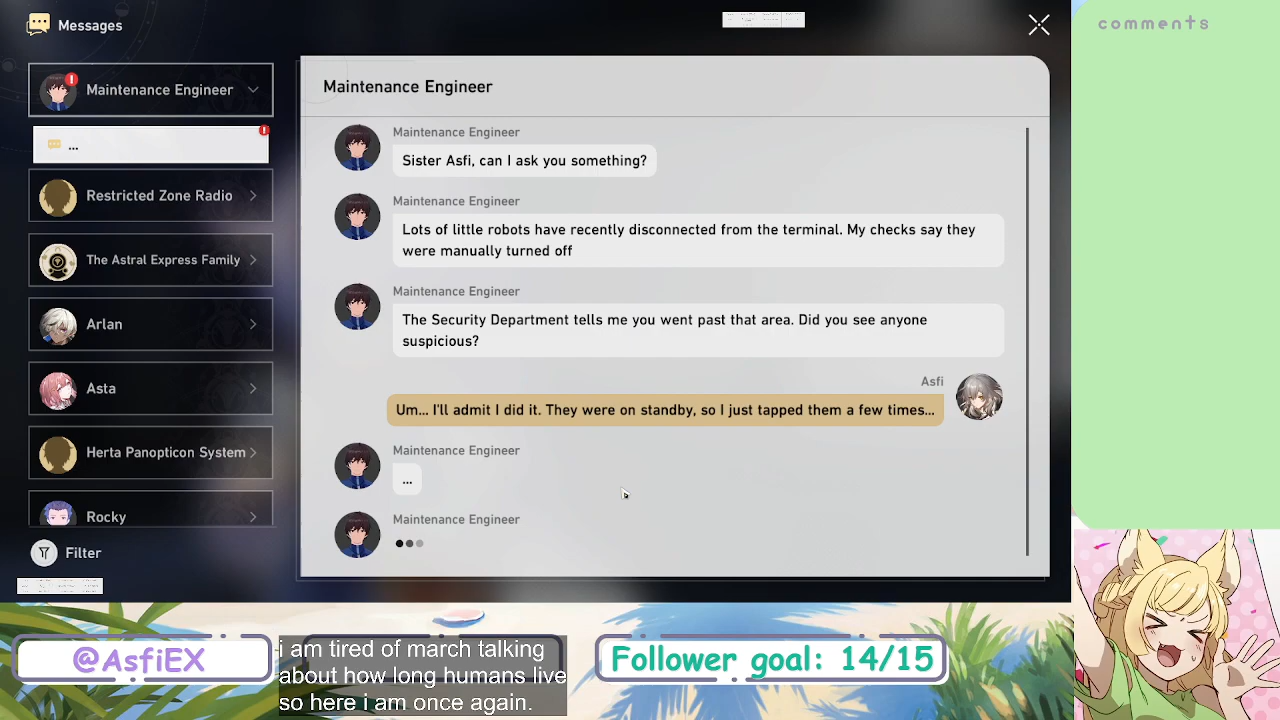 Messages
comments
Maintenance Engineer
...
Restricted Zone Radio
The Astral Express Family
Arlan
Asta
Herta Panopticon System
Rocky
Filter
Maintenance Engineer
Maintenance Engineer
Sister Asfi, can I ask you something?
Maintenance Engineer
Lots of little robots have recently disconnected from the terminal. My checks say they
were manually turned off
Maintenance Engineer
The Security Department tells me you went past that area. Did you see anyone
suspicious?
Asfi
Um... I'll admit I did it. They were on standby, so I just tapped them a few times...
Maintenance Engineer
...
Maintenance Engineer
@AsfiEX
i am tired of march talking
about how long humans live
so here i am once again.
Follower goal: 14/15